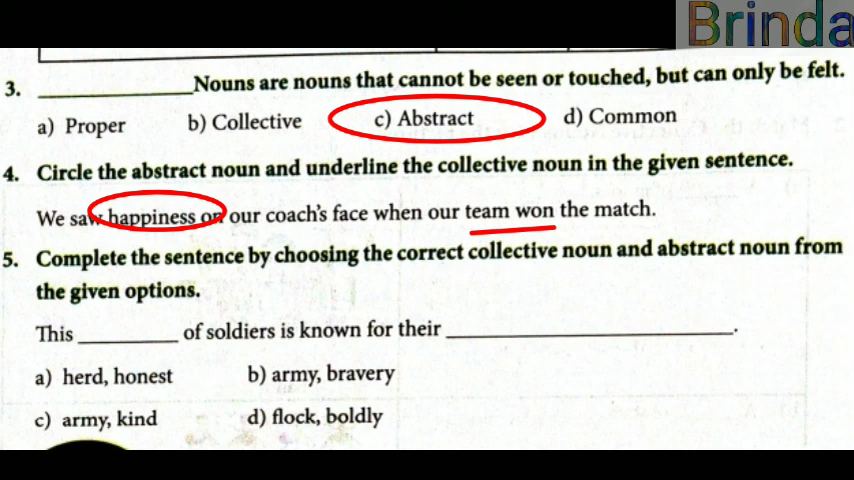 Brinda
3. ____________Nouns are nouns that cannot be seen or touched, but can only be felt.
a) Proper b) Collective c) Abstract d) Common
4. Circle the abstract noun and underline the collective noun in the given sentence.
We saw happiness on our coach's face when our team won the match.
5. Complete the sentence by choosing the correct collective noun and abstract noun from
the given options.
This _________ of soldiers is known for their __________________________.
a) herd, honest b) army, bravery
c) army, kind d) flock, boldly